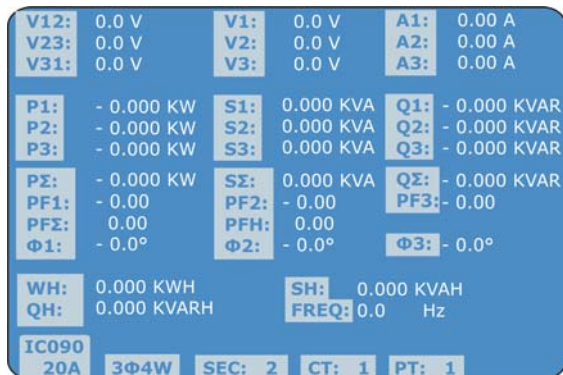 V12: 0.0 V V1: 0.0 V A1: 0.00 A
V23: 0.0 V V2: 0.0 V A2: 0.00 A
V31: 0.0 V V3: 0.0 V A3: 0.00 A
P1: - 0.000 KW S1: 0.000 KVA Q1: - 0.000 KVAR
P2: - 0.000 KW S2: 0.000 KVA Q2: - 0.000 KVAR
P3: - 0.000 KW S3: 0.000 KVA Q3: - 0.000 KVAR
PΣ: - 0.000 KW SΣ: 0.000 KVA QΣ: - 0.000 KVAR
PF1: - 0.00 PF2: - 0.00 PF3: - 0.00
PFΣ: 0.00 PFH: 0.00
Φ1: - 0.0° Φ2: - 0.0° Φ3: - 0.0°
WH: 0.000 KWH SH: 0.000 KVAH
QH: 0.000 KVARH FREQ: 0.0 Hz
IC090
20A 3Φ4W SEC: 2 CT: 1 PT: 1